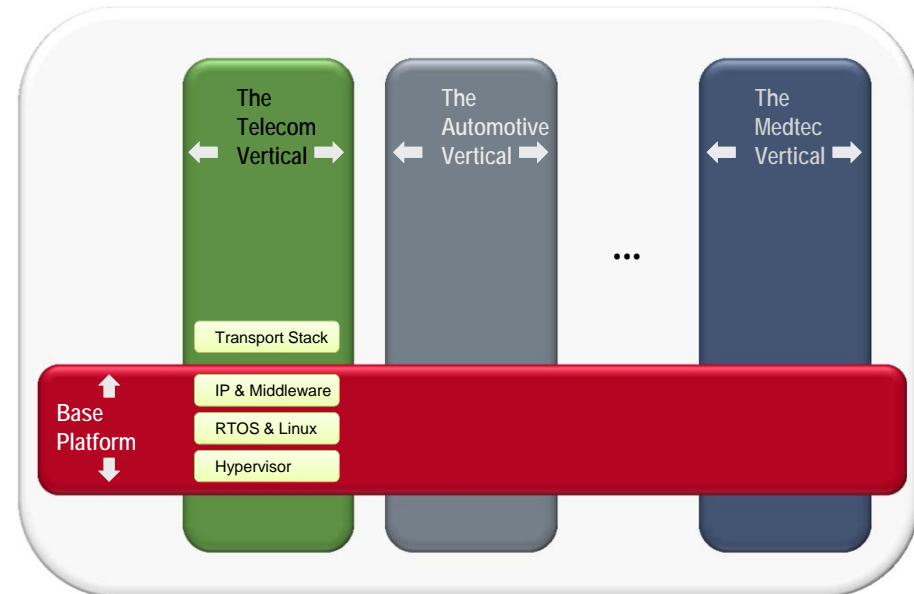 The
Telecom
Vertical
The
Automotive
Vertical
The
Medtec
Vertical
...
Transport Stack
Base
Platform
IP & Middleware
RTOS & Linux
Hypervisor